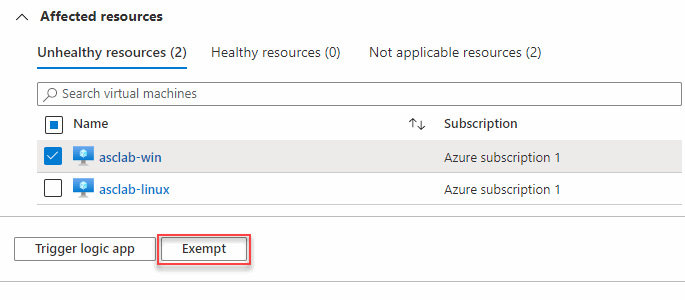 Affected resources
Unhealthy resources (2) Healthy resources (0) Not applicable resources (2)
Search virtual machines
Name Subscription
asclab-win Azure subscription 1
asclab-linux Azure subscription 1
Trigger logic app Exempt